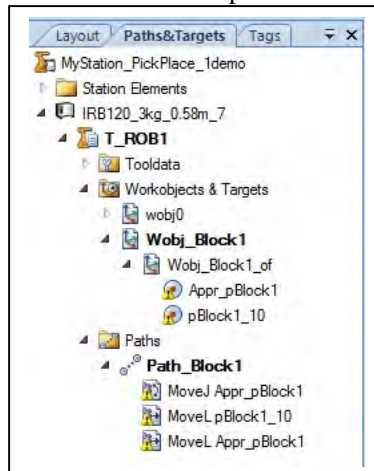 Layout Paths&Targets Tags
MyStation_PickPlace_1demo
Station Elements
IRB120_3kg_0.58m_7
T_ROB1
Tooldata
Workobjects & Targets
wobj0
Wobj_Block1
Wobj_Block1_of
Appr_pBlock1
pBlock1_10
Paths
Path_Block1
MoveJ Appr_pBlock1
MoveL pBlock1_10
MoveL Appr_pBlock1